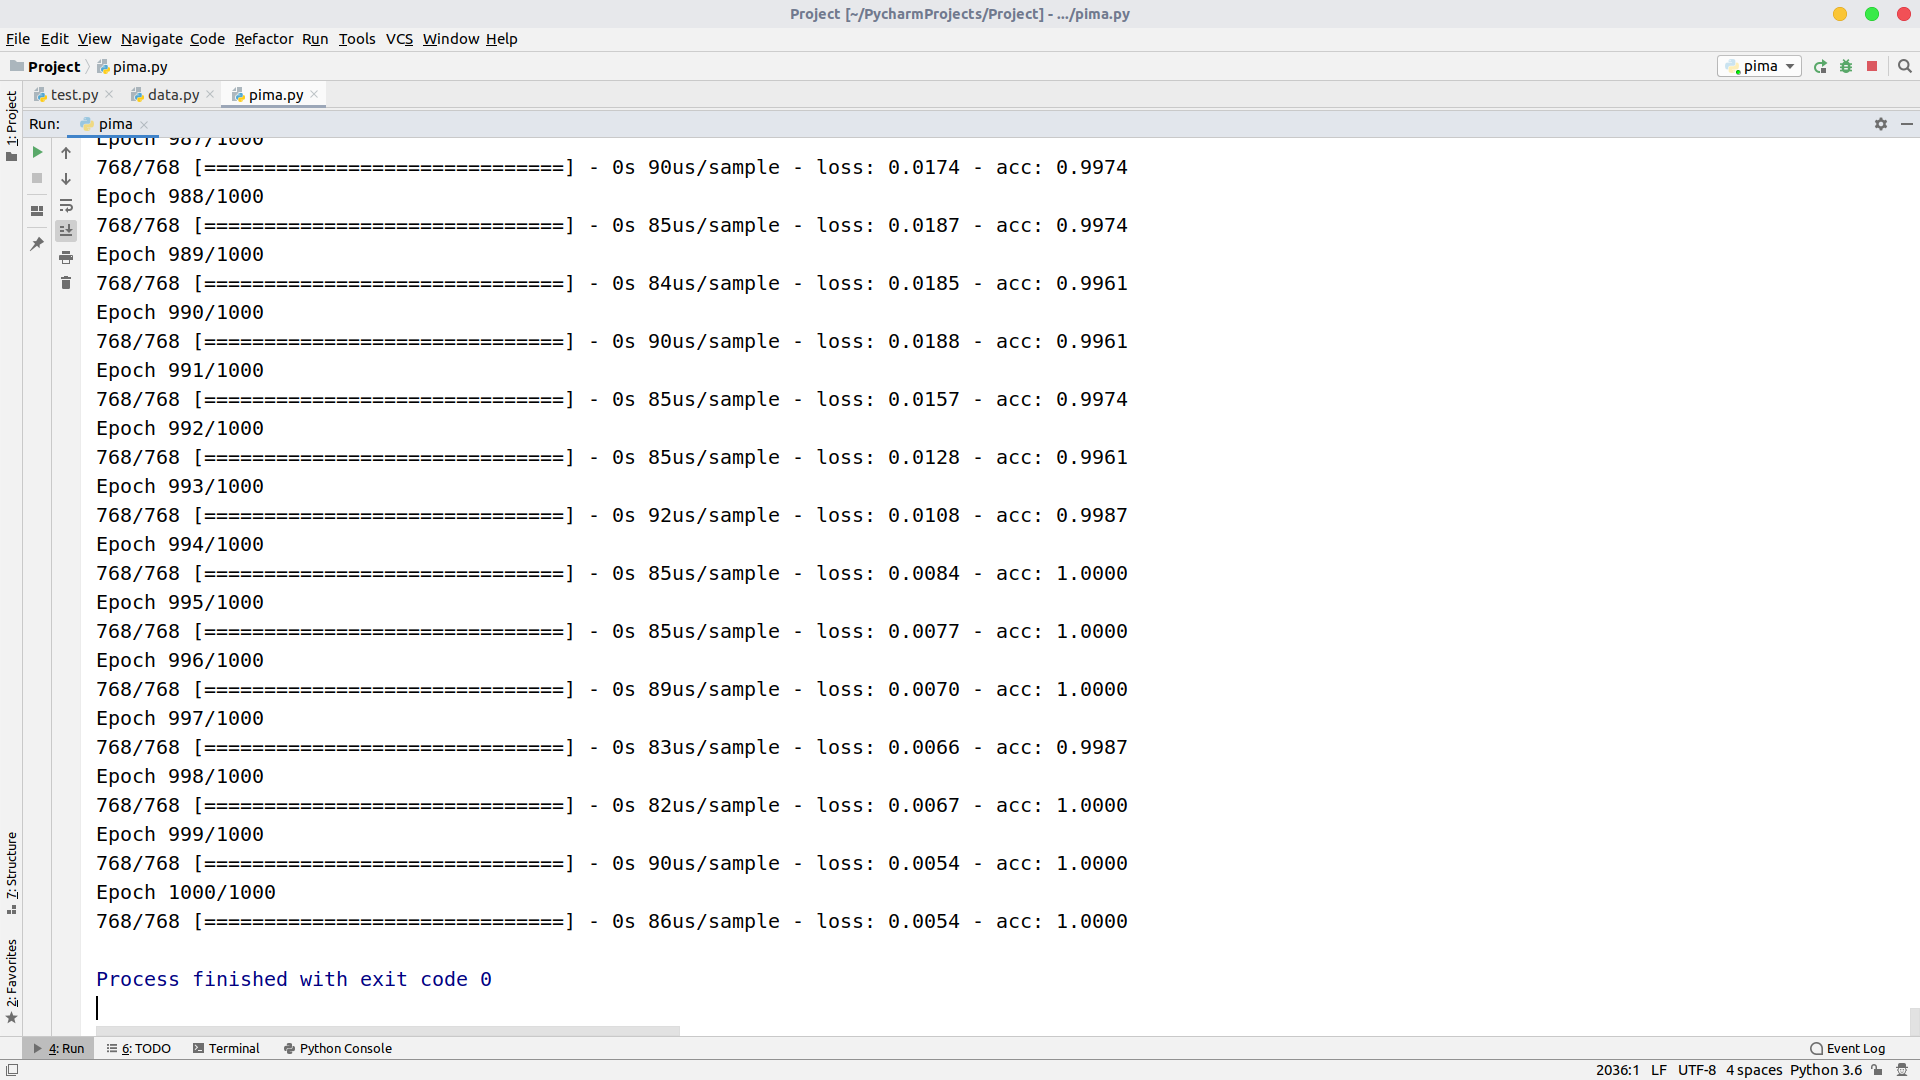 Project [~/PycharmProjects/Project] - .../pima.py
File Edit View Navigate Code Refactor Run Tools VCS Window Help
Project pima.py
pima
test.py data.py pima.py
1: Project
Run: pima
Epoch 987/1000
768/768 [==============================] - 0s 90us/sample - loss: 0.0174 - acc: 0.9974
Epoch 988/1000
768/768 [==============================] - 0s 85us/sample - loss: 0.0187 - acc: 0.9974
Epoch 989/1000
768/768 [==============================] - 0s 84us/sample - loss: 0.0185 - acc: 0.9961
Epoch 990/1000
768/768 [==============================] - 0s 90us/sample - loss: 0.0188 - acc: 0.9961
Epoch 991/1000
768/768 [==============================] - 0s 85us/sample - loss: 0.0157 - acc: 0.9974
Epoch 992/1000
768/768 [==============================] - 0s 85us/sample - loss: 0.0128 - acc: 0.9961
Epoch 993/1000
768/768 [==============================] - 0s 92us/sample - loss: 0.0108 - acc: 0.9987
Epoch 994/1000
768/768 [==============================] - 0s 85us/sample - loss: 0.0084 - acc: 1.0000
Epoch 995/1000
768/768 [==============================] - 0s 85us/sample - loss: 0.0077 - acc: 1.0000
Epoch 996/1000
768/768 [==============================] - 0s 89us/sample - loss: 0.0070 - acc: 1.0000
Epoch 997/1000
768/768 [==============================] - 0s 83us/sample - loss: 0.0066 - acc: 0.9987
Epoch 998/1000
768/768 [==============================] - 0s 82us/sample - loss: 0.0067 - acc: 1.0000
Epoch 999/1000
768/768 [==============================] - 0s 90us/sample - loss: 0.0054 - acc: 1.0000
Epoch 1000/1000
768/768 [==============================] - 0s 86us/sample - loss: 0.0054 - acc: 1.0000
Process finished with exit code 0
7: Structure
2: Favorites
4: Run 6: TODO Terminal Python Console Event Log
2036:1 LF UTF-8 4 spaces Python 3.6